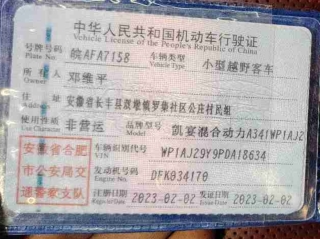 中华人民共和国机动车行驶证
Vehicle License of the People's Republic of China
号牌号码 皖AFA7158 车辆类型 小型越野客车
Plate No. Vehicle Type
所有人 邓维平
Owner
住址 安徽省长丰县庞墩镇罗柴社区公庄村民组
Address
使用性质 非营运 品牌型号 凯宴混合动力A341WP1AJ2
Use Character Model
安徽省合肥市公安局交通警察支队
车辆识别代号 WP1AJ29Y9PDA18634
VIN
发动机号码 DFK034170
Engine No.
注册日期 2023-02-02 发证日期 2023-02-02
Register Date Issue Date